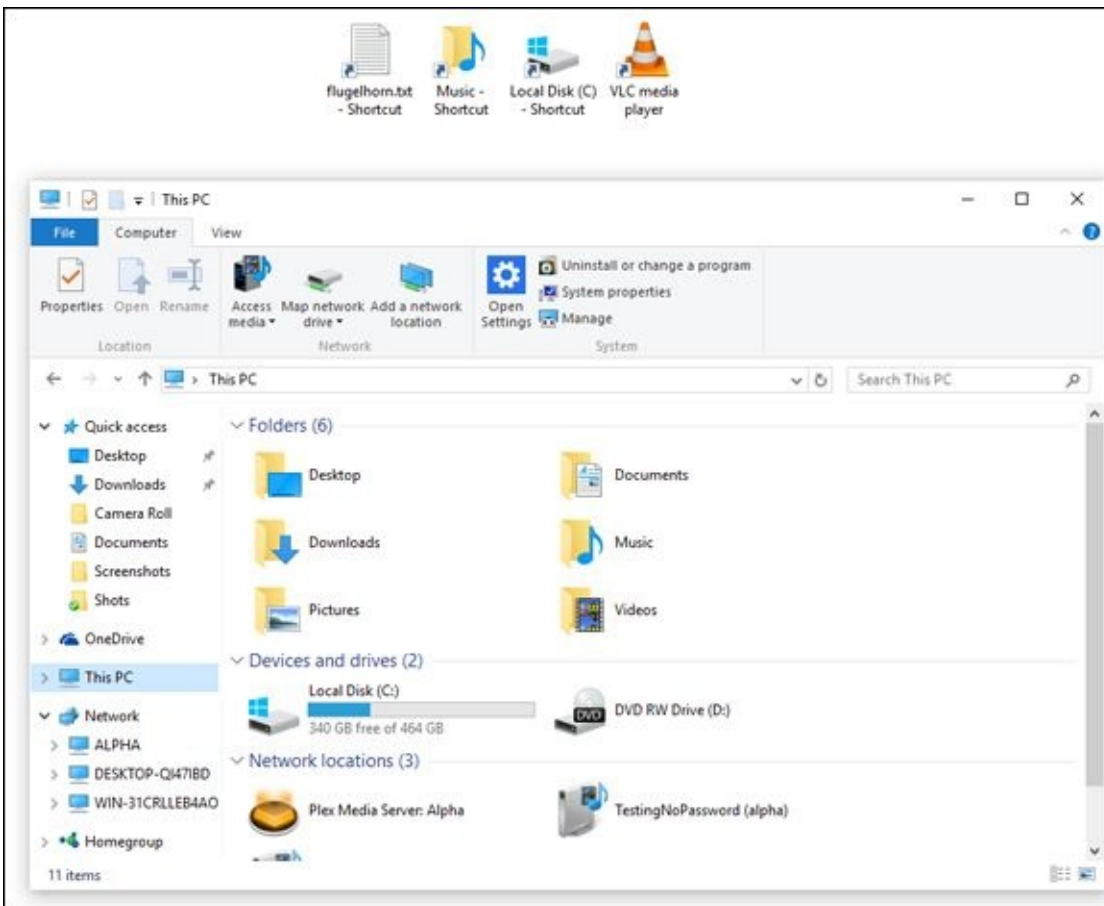 flugelhorn.txt
- Shortcut
Music -
Shortcut
Local Disk (C)
- Shortcut
VLC media
player
This PC
File
Computer
View
Properties
Open
Rename
Location
Access
media
Map network
drive
Add a network
location
Network
Open
Settings
Uninstall or change a program
System properties
Manage
System
This PC
Search This PC
Quick access
Desktop
Downloads
Camera Roll
Documents
Screenshots
Shots
OneDrive
This PC
Network
ALPHA
DESKTOP-QI47IBD
WIN-31CRLLEB4AO
Homegroup
Folders (6)
Desktop
Documents
Downloads
Music
Pictures
Videos
Devices and drives (2)
Local Disk (C:)
340 GB free of 464 GB
DVD
DVD RW Drive (D:)
Network locations (3)
Plex Media Server: Alpha
TestingNoPassword (alpha)
11 items